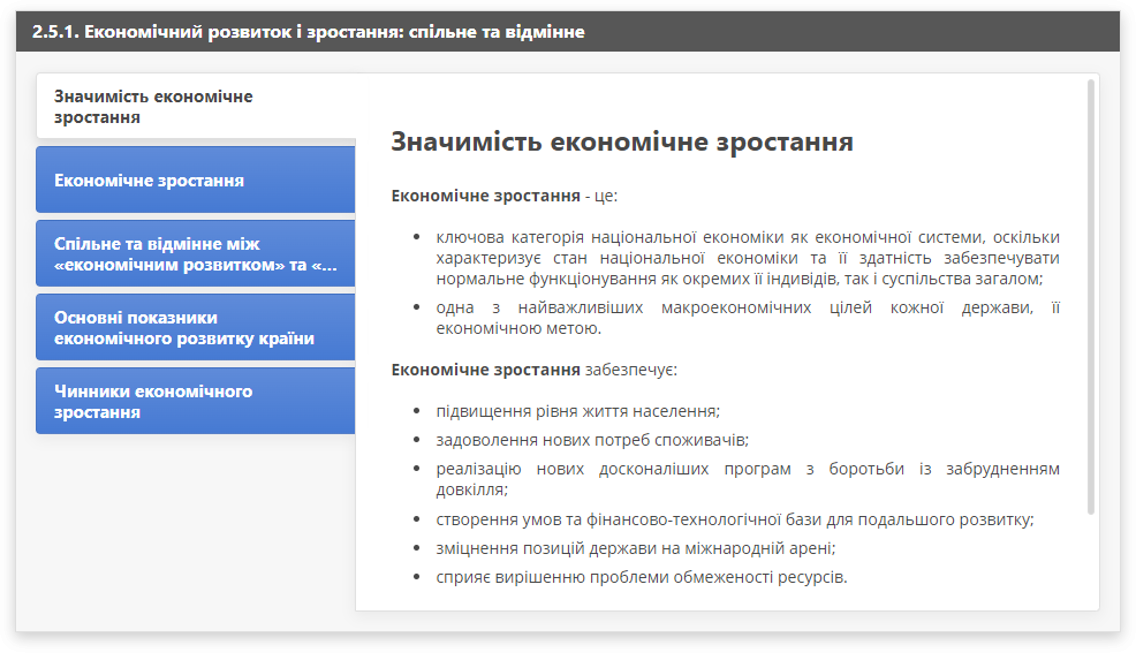 2.5.1. Економічний розвиток і зростання: спільне та відмінне
Значимість економічне
зростання
Економічне зростання
Спільне та відмінне між
«економічним розвитком» та «...
Основні показники
економічного розвитку країни
Чинники економічного
зростання
Значимість економічне зростання
Економічне зростання - це:
• ключова категорія національної економіки як економічної системи, оскільки
характеризує стан національної економіки та її здатність забезпечувати
нормальне функціонування як окремих її індивідів, так і суспільства загалом;
• одна з найважливіших макроекономічних цілей кожної держави, її
економічною метою.
Економічне зростання забезпечує:
• підвищення рівня життя населення;
• задоволення нових потреб споживачів;
• реалізацію нових досконаліших програм з боротьби із забрудненням
довкілля;
• створення умов та фінансово-технологічної бази для подальшого розвитку;
• зміцнення позицій держави на міжнародній арені;
• сприяє вирішенню проблеми обмеженості ресурсів.